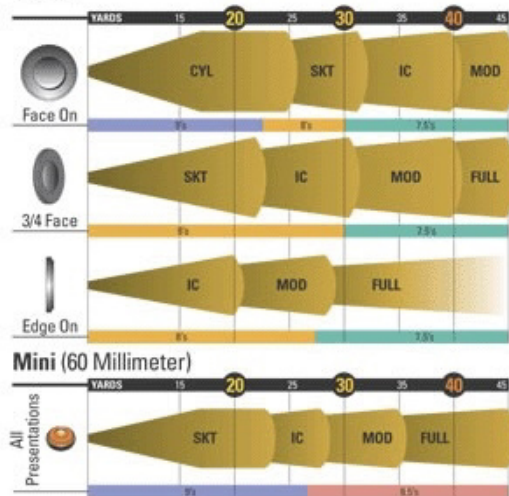 YARDS 15 20 25 30 35 40 45
CYL SKT IC MOD
Face On
9's 8's 7.5's
SKT IC MOD FULL
3/4 Face
8's 7.5's
IC MOD FULL
Edge On
8's 7.5's
Mini (60 Millimeter)
YARDS 15 20 25 30 35 40 45
All
Presentations
SKT IC MOD FULL
9's 8.5's